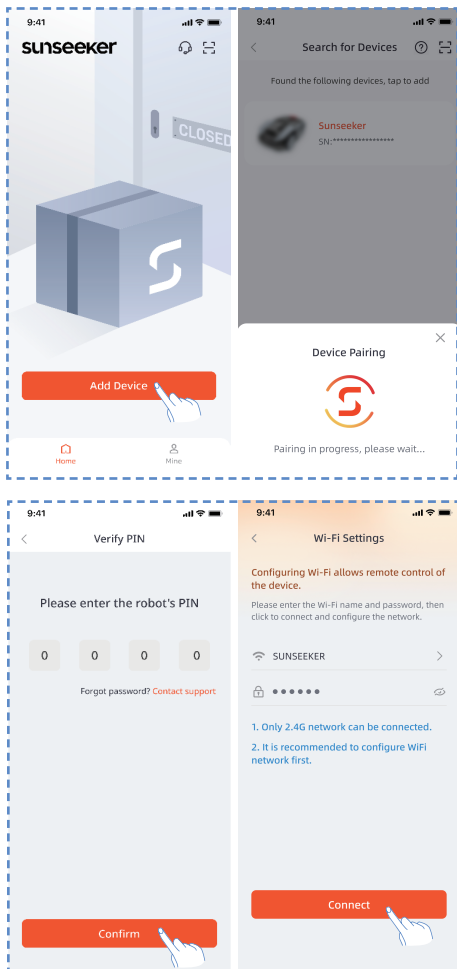 9:41
sunseeker
CLOSED
Add Device
Home
Mine
9:41
Search for Devices
Found the following devices, tap to add
Sunseeker
SN:****************
Device Pairing
Pairing in progress, please wait...
9:41
Verify PIN
Please enter the robot's PIN
0 0 0 0
Forgot password? Contact support
Confirm
9:41
Wi-Fi Settings
Configuring Wi-Fi allows remote control of
the device.
Please enter the Wi-Fi name and password, then
click to connect and configure the network.
SUNSEEKER
1. Only 2.4G network can be connected.
2. It is recommended to configure WiFi
network first.
Connect